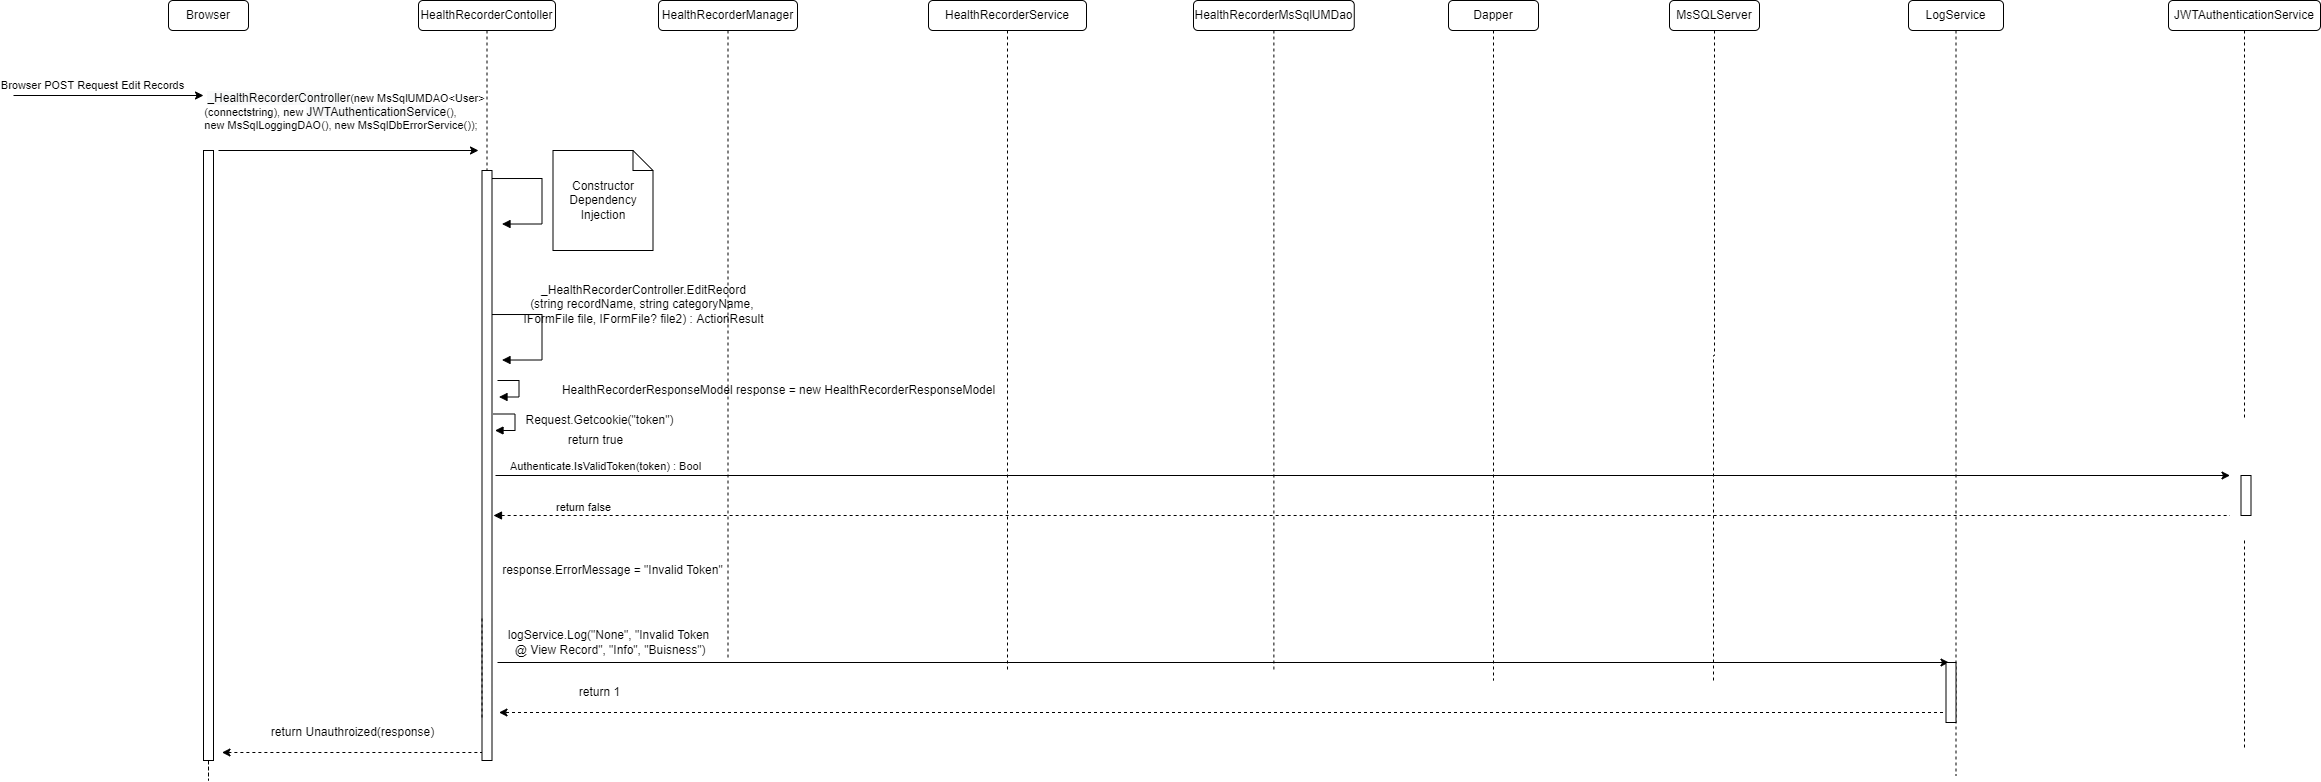 Browser
HealthRecorderContoller
HealthRecorderManager
HealthRecorderService
HealthRecorderMsSqlUMDao
Dapper
MsSQLServer
LogService
JWTAuthenticationService
Browser POST Request Edit Records
_HealthRecorderController(new MsSqlUMDAO<User>
(connectstring), new JWTAuthenticationService(),
new MsSqlLoggingDAO(), new MsSqlDbErrorService());
Constructor
Dependency
Injection
_HealthRecorderController.EditRecord
(string recordName, string categoryName,
IFormFile file, IFormFile? file2) : ActionResult
HealthRecorderResponseModel response = new HealthRecorderResponseModel
Request.Getcookie("token")
return true
Authenticate.IsValidToken(token) : Bool
return false
response.ErrorMessage = "Invalid Token"
logService.Log("None", "Invalid Token
@ View Record", "Info", "Buisness")
return 1
return Unauthroized(response)